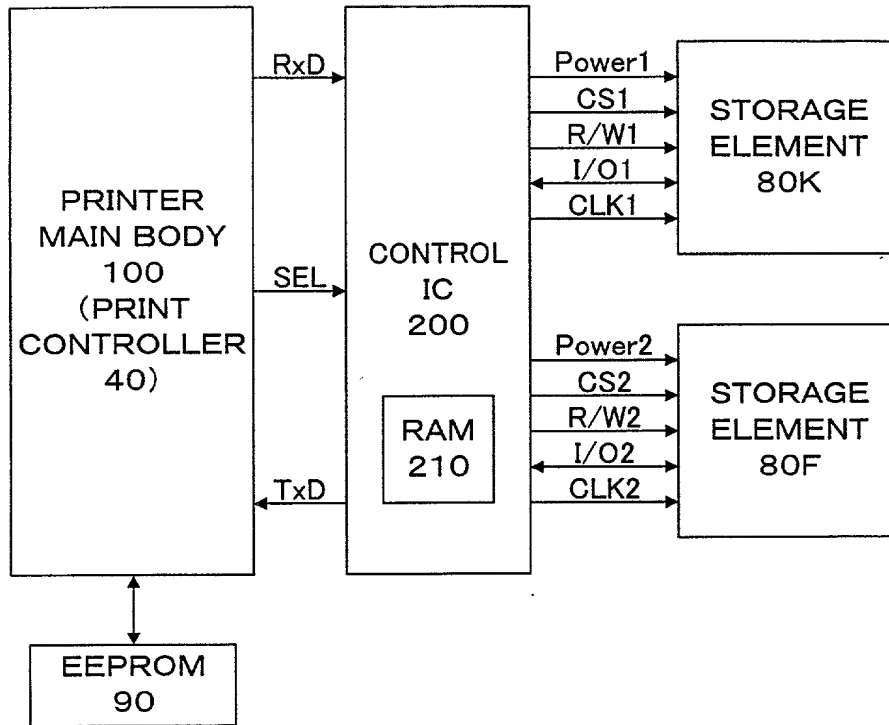 PRINTER
MAIN BODY
100
(PRINT
CONTROLLER
40)
RxD
SEL
TxD
CONTROL
IC
200
RAM
210
Power1
CS1
R/W1
I/O1
CLK1
STORAGE
ELEMENT
80K
Power2
CS2
R/W2
I/O2
CLK2
STORAGE
ELEMENT
80F
EEPROM
90